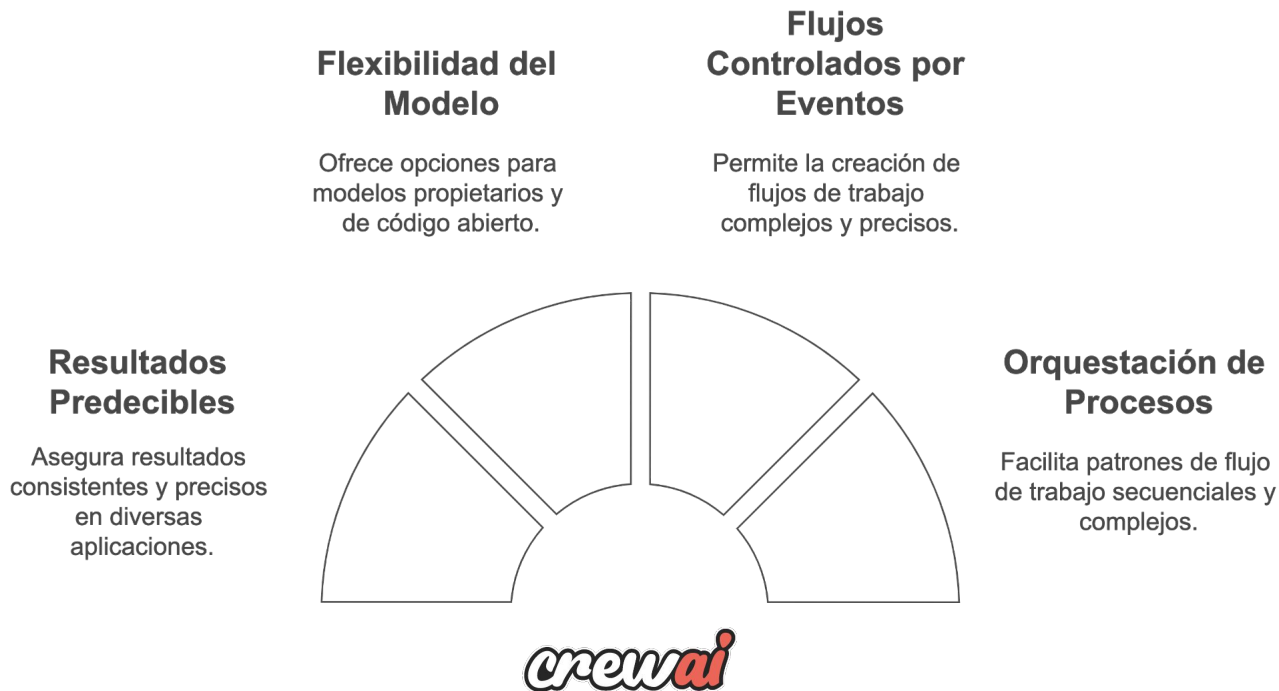 Flexibilidad del
Modelo
Ofrece opciones para
modelos propietarios y
de código abierto.
Flujos
Controlados por
Eventos
Permite la creación de
flujos de trabajo
complejos y precisos.
Resultados
Predecibles
Asegura resultados
consistentes y precisos
en diversas
aplicaciones.
Orquestación de
Procesos
Facilita patrones de flujo
de trabajo secuenciales y
complejos.
crewai